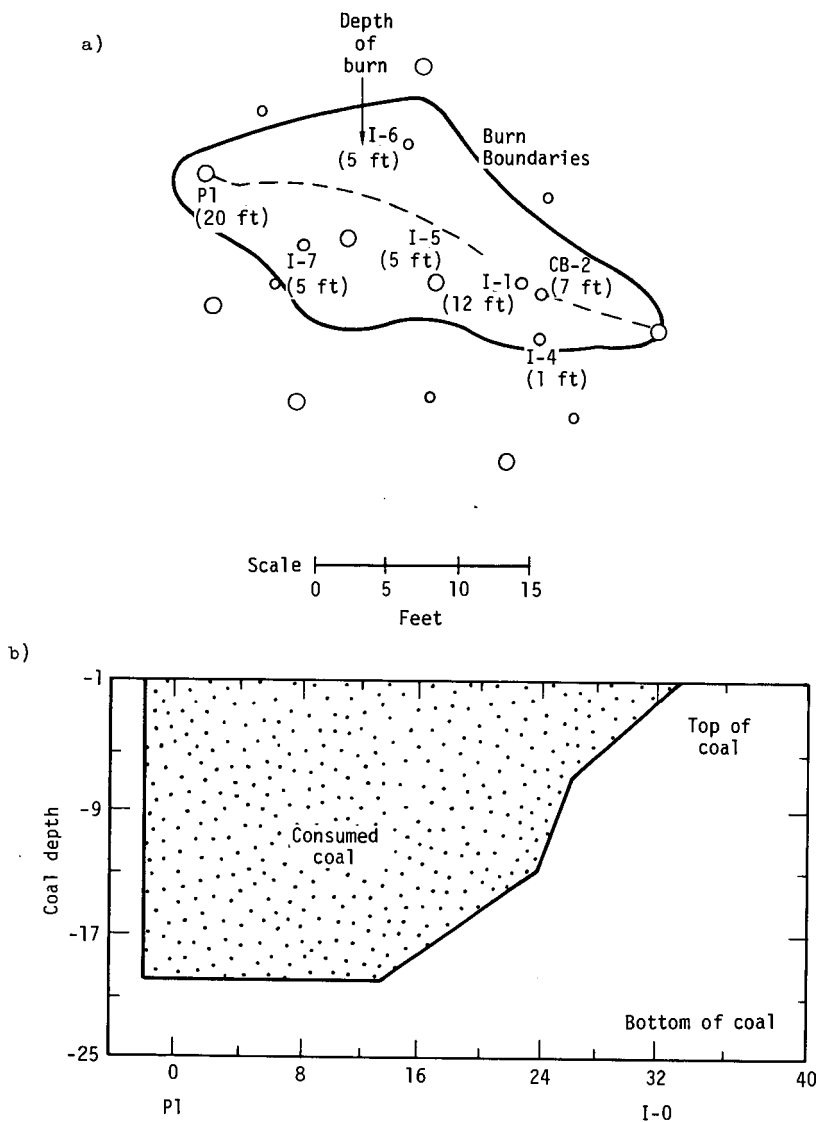 a)
Depth
of
burn
I-6
(5 ft)
Burn
Boundaries
P1
(20 ft)
I-5
(5 ft)
I-7
(5 ft)
I-1
(12 ft)
CB-2
(7 ft)
I-4
(1 ft)
Scale
0 5 10 15
Feet
b)
-1
-9
-17
-25
Coal depth
Top of
coal
Consumed
coal
Bottom of coal
0 8 16 24 32 40
P1 I-0